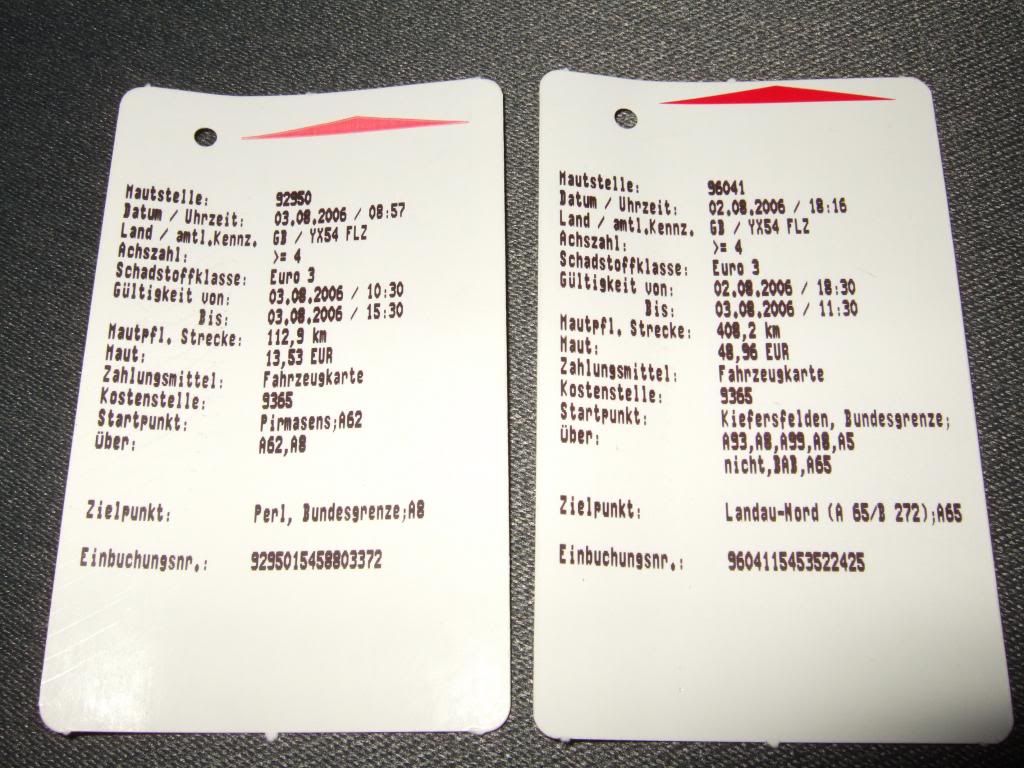 Mautstelle: 92950
Datum / Uhrzeit: 03.08.2006 / 08:57
Land / amtl.Kennz. GB / YX54 FLZ
Achszahl: >= 4
Schadstoffklasse: Euro 3
Gültigkeit von: 03.08.2006 / 10:30
Bis: 03.08.2006 / 15:30
Mautpfl. Strecke: 112,9 km
Maut: 13,53 EUR
Zahlungsmittel: Fahrzeugkarte
Kostenstelle: 9365
Startpunkt: Pirmasens;A62
Über: A62,A8
Zielpunkt: Perl, Bundesgrenze;A8
Einbuchungsnr.: 9295015458803372
Mautstelle: 96041
Datum / Uhrzeit: 02.08.2006 / 18:16
Land / amtl.Kennz. GB / YX54 FLZ
Achszahl: >= 4
Schadstoffklasse: Euro 3
Gültigkeit von: 02.08.2006 / 18:30
Bis: 03.08.2006 / 11:30
Mautpfl. Strecke: 408,2 km
Maut: 48,96 EUR
Zahlungsmittel: Fahrzeugkarte
Kostenstelle: 9365
Startpunkt: Kiefersfelden, Bundesgrenze;
Über: A93,A8,A99,A8,A5
nicht,BAB,A65
Zielpunkt: Landau-Nord (A 65/B 272);A65
Einbuchungsnr.: 9604115453522425